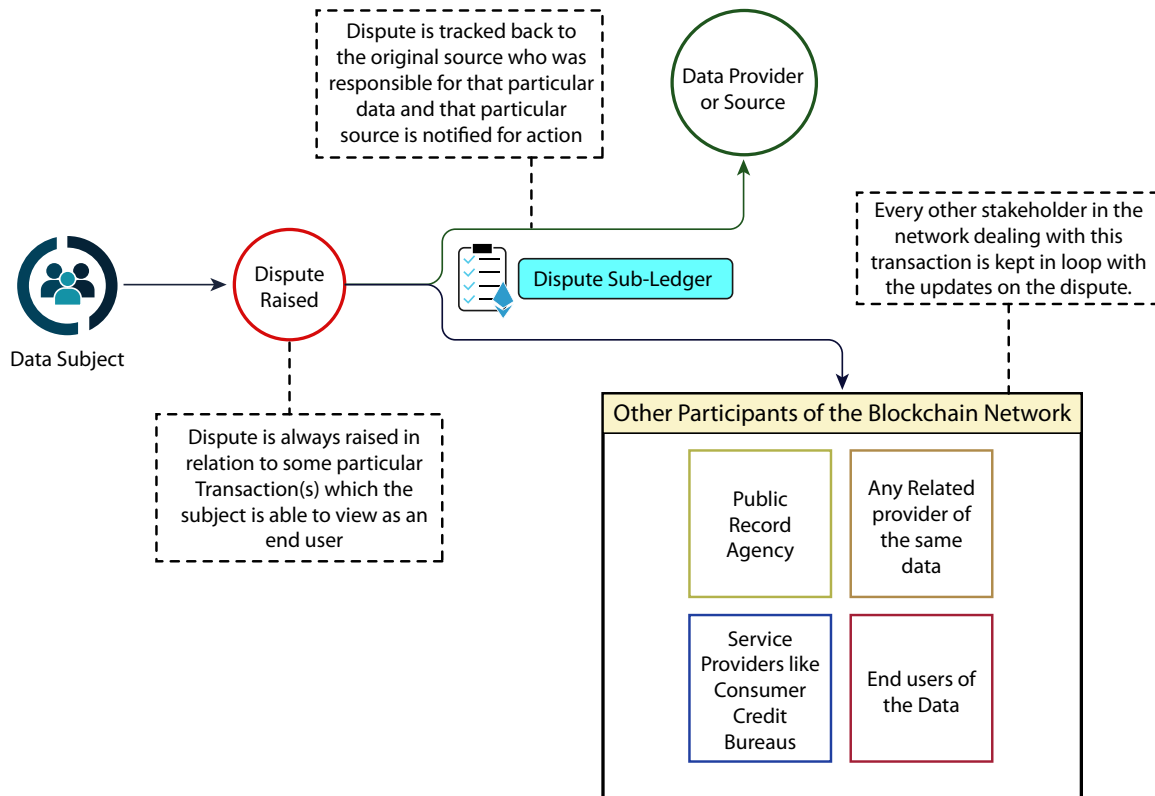 Dispute is tracked back to
the original source who was
responsible for that particular
data and that particular
source is notified for action
Data Provider
or Source
Every other stakeholder in the
network dealing with this
transaction is kept in loop with
the updates on the dispute.
Data Subject
Dispute
Raised
Dispute Sub-Ledger
Dispute is always raised in
relation to some particular
Transaction(s) which the
subject is able to view as an
end user
Other Participants of the Blockchain Network
Public
Record
Agency
Any Related
provider of
the same
data
Service
Providers like
Consumer
Credit
Bureaus
End users of
the Data